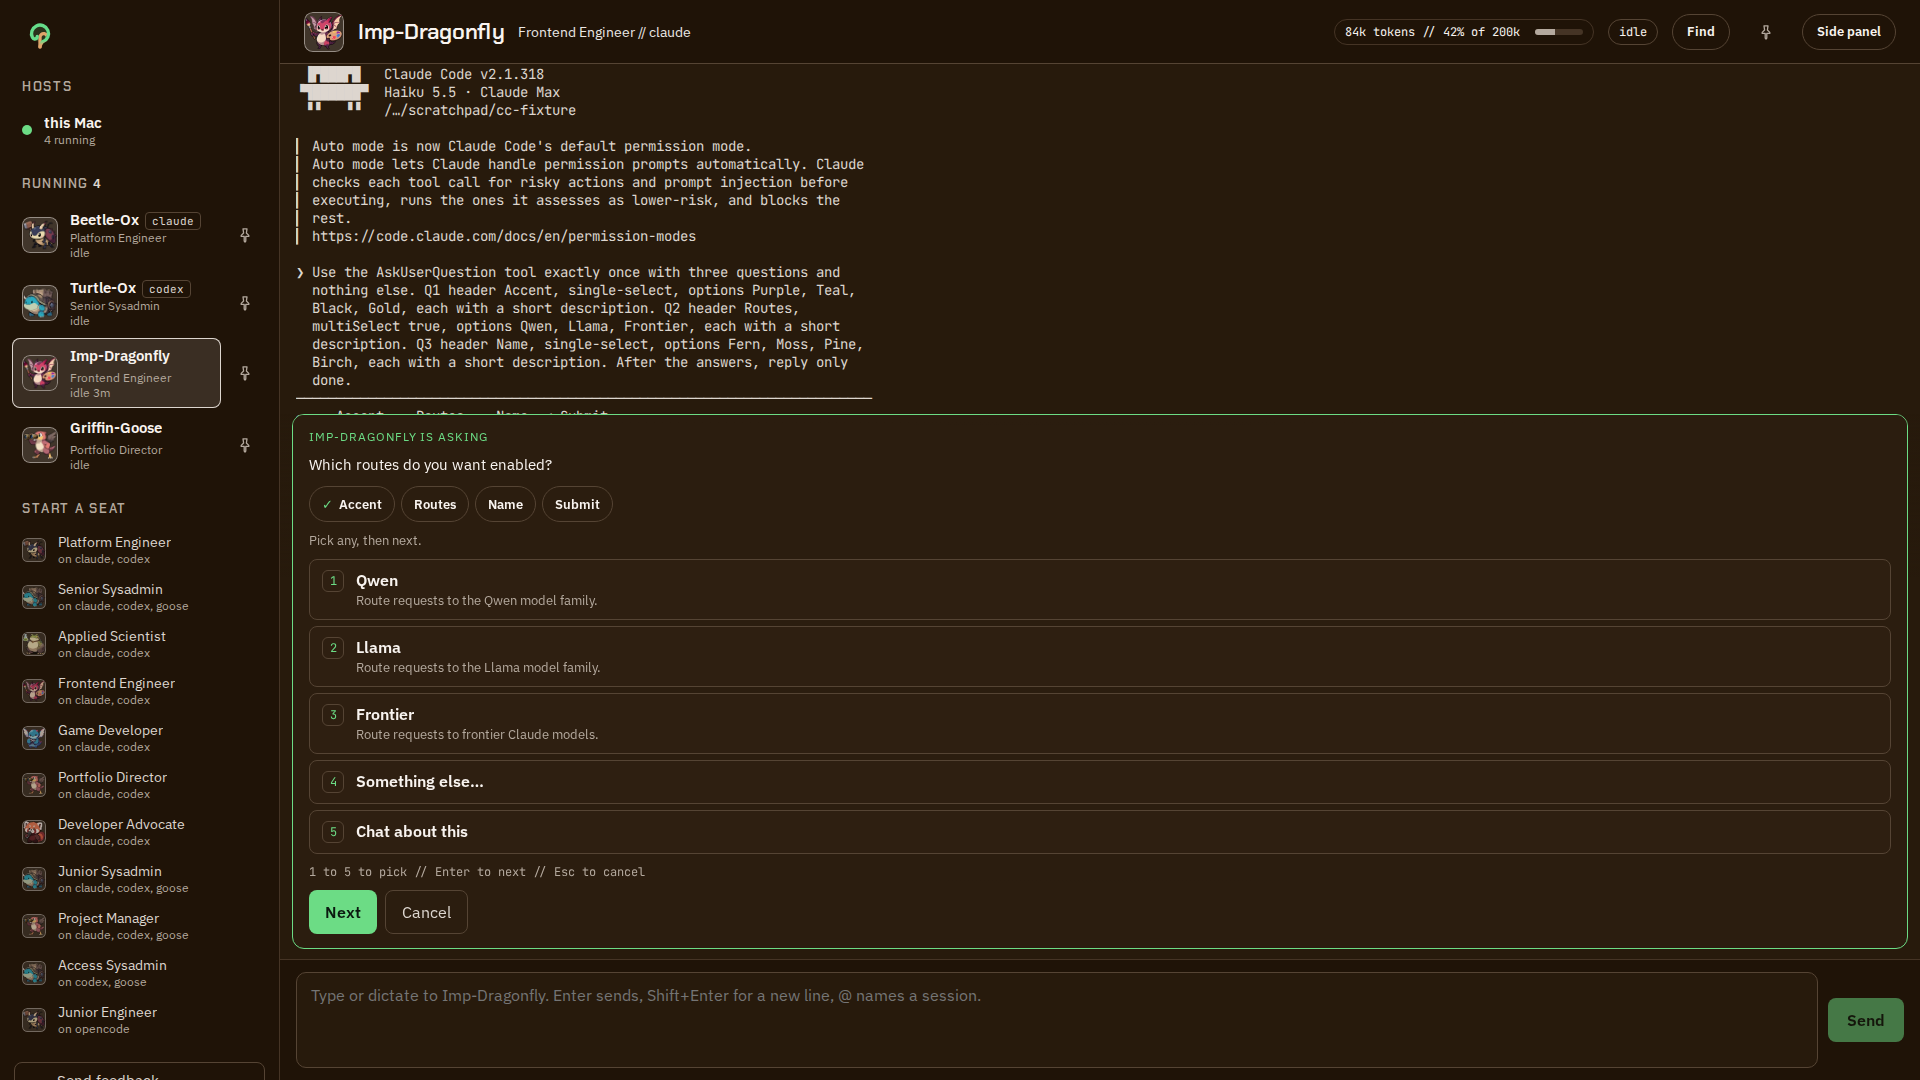 HOSTS
this Mac
4 running
RUNNING 4
Beetle-Ox claude
Platform Engineer
idle
Turtle-Ox codex
Senior Sysadmin
idle
Imp-Dragonfly
Frontend Engineer
idle 3m
Griffin-Goose
Portfolio Director
idle
START A SEAT
Platform Engineer
on claude, codex
Senior Sysadmin
on claude, codex, goose
Applied Scientist
on claude, codex
Frontend Engineer
on claude, codex
Game Developer
on claude, codex
Portfolio Director
on claude, codex
Developer Advocate
on claude, codex
Junior Sysadmin
on claude, codex, goose
Project Manager
on claude, codex, goose
Access Sysadmin
on codex, goose
Junior Engineer
on opencode
Send feedback
Imp-Dragonfly Frontend Engineer // claude
84k tokens // 42% of 200k
idle
Find
Side panel
Claude Code v2.1.318
Haiku 5.5 · Claude Max
/…/scratchpad/cc-fixture
Auto mode is now Claude Code's default permission mode.
Auto mode lets Claude handle permission prompts automatically. Claude
checks each tool call for risky actions and prompt injection before
executing, runs the ones it assesses as lower-risk, and blocks the
rest.
https://code.claude.com/docs/en/permission-modes
❯ Use the AskUserQuestion tool exactly once with three questions and
nothing else. Q1 header Accent, single-select, options Purple, Teal,
Black, Gold, each with a short description. Q2 header Routes,
multiSelect true, options Qwen, Llama, Frontier, each with a short
description. Q3 header Name, single-select, options Fern, Moss, Pine,
Birch, each with a short description. After the answers, reply only
done.
Accent Routes Name Submit
IMP-DRAGONFLY IS ASKING
Which routes do you want enabled?
✓ Accent
Routes
Name
Submit
Pick any, then next.
1 Qwen
Route requests to the Qwen model family.
2 Llama
Route requests to the Llama model family.
3 Frontier
Route requests to frontier Claude models.
4 Something else...
5 Chat about this
1 to 5 to pick // Enter to next // Esc to cancel
Next
Cancel
Type or dictate to Imp-Dragonfly. Enter sends, Shift+Enter for a new line, @ names a session.
Send